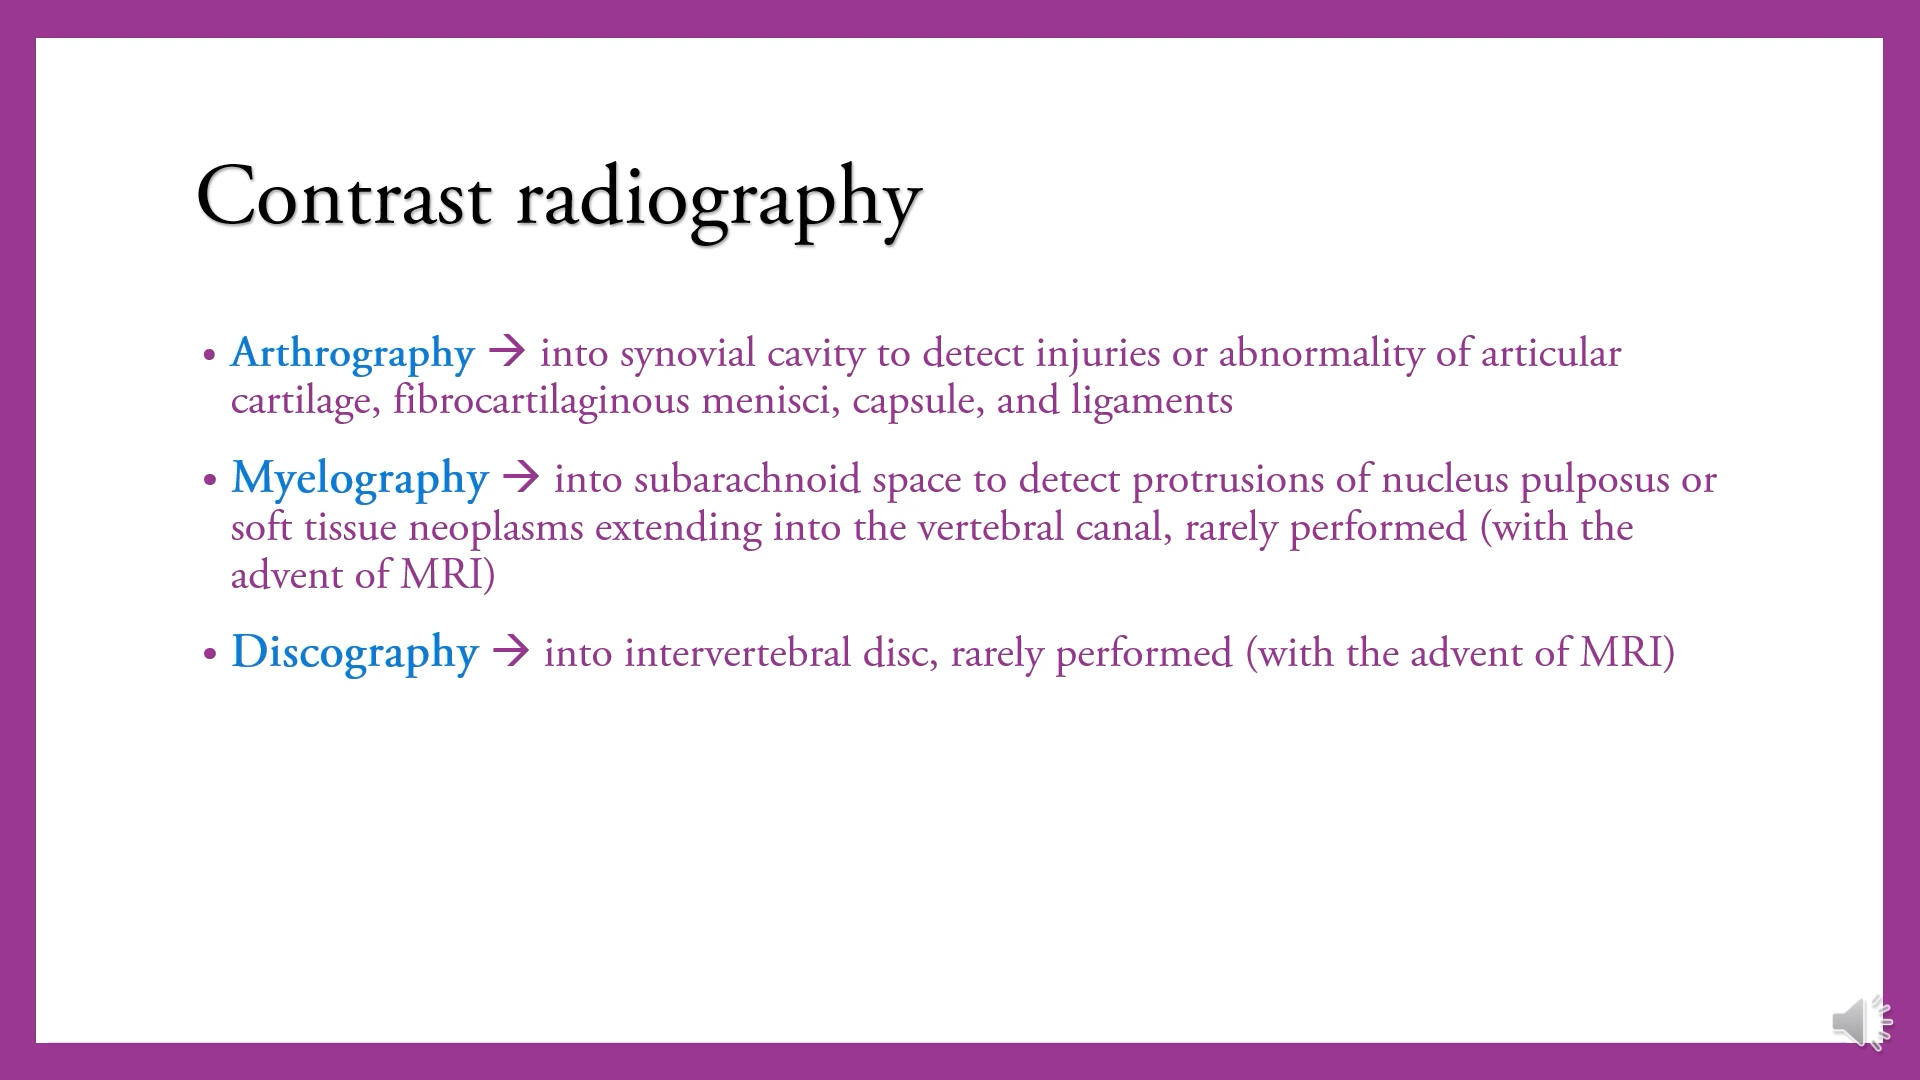 Contrast radiography
• Arthrography → into synovial cavity to detect injuries or abnormality of articular
cartilage, fibrocartilaginous menisci, capsule, and ligaments
• Myelography → into subarachnoid space to detect protrusions of nucleus pulposus or
soft tissue neoplasms extending into the vertebral canal, rarely performed (with the
advent of MRI)
• Discography → into intervertebral disc, rarely performed (with the advent of MRI)